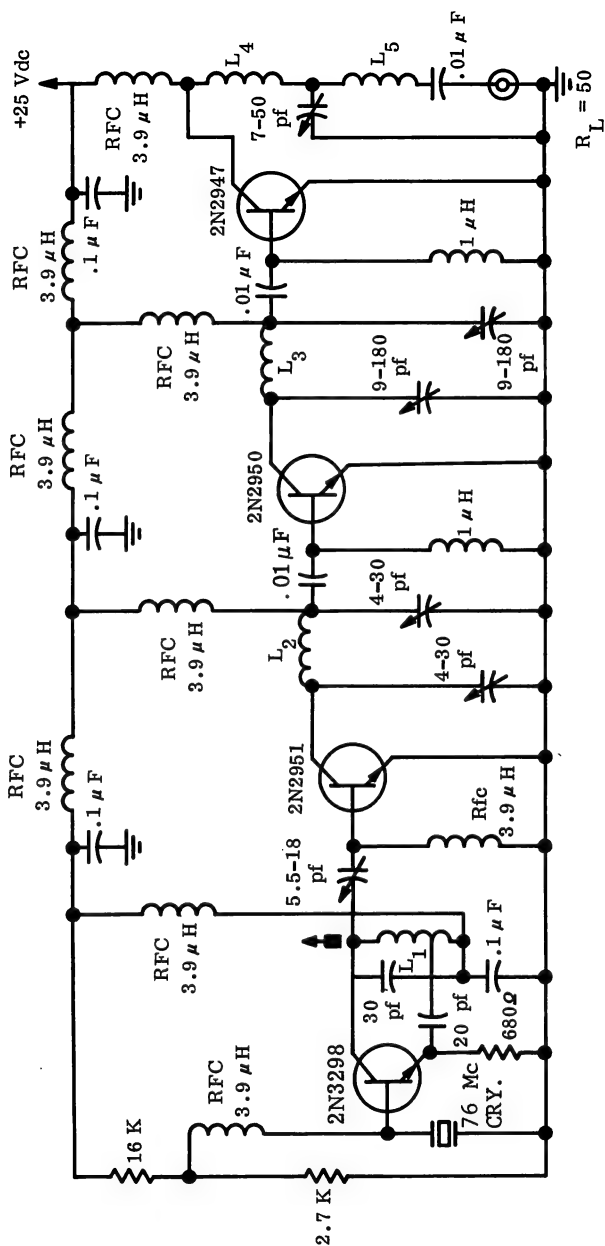 16 K
2.7 K
RFC
3.9 μH
2N3298
76 Mc
CRY.
680Ω
20
pf
30
pf
L1
.1 μF
RFC
3.9 μH
5.5-18
pf
Rfc
3.9 μH
2N2951
RFC
3.9 μH
.1 μF
L2
4-30
pf
4-30
pf
RFC
3.9 μH
.01 μF
1 μH
2N2950
RFC
3.9 μH
.1 μF
L3
9-180
pf
9-180
pf
RFC
3.9 μH
.01 μF
1 μH
2N2947
RFC
3.9 μH
.1 μF
+25 Vdc
RFC
3.9 μH
L4
7-50
pf
L5
.01 μF
RL = 50